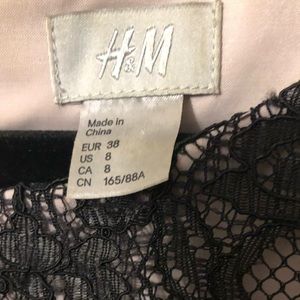 H&M
Made in
China
EUR 38
US 8
CA 8
CN 165/88A